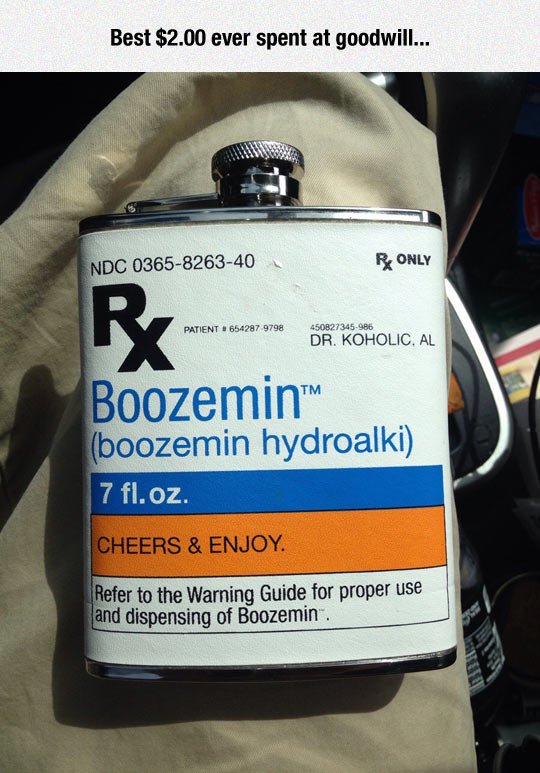 Best $2.00 ever spent at goodwill...
NDC 0365-8263-40
Rx ONLY
Rx
PATIENT # 654287-9798
450827345-986
DR. KOHOLIC, AL
Boozemin™
(boozemin hydroalki)
7 fl.oz.
CHEERS & ENJOY.
Refer to the Warning Guide for proper use
and dispensing of Boozemin™.